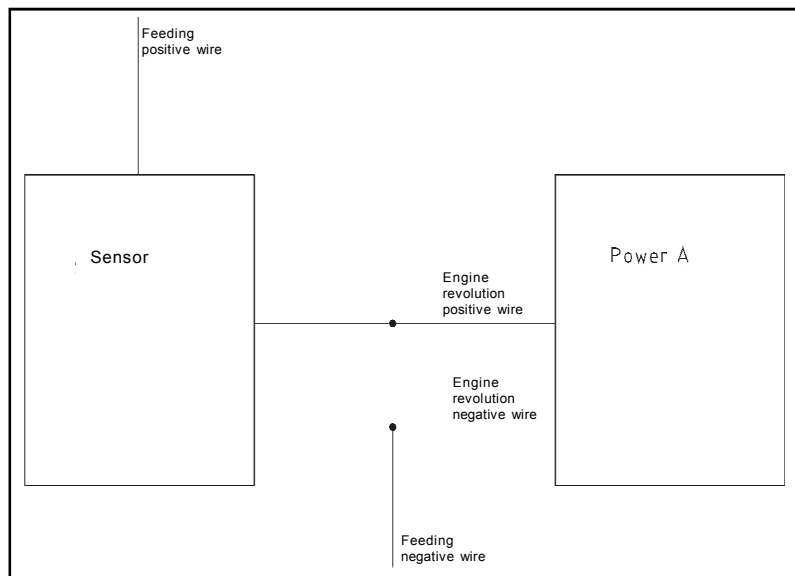 Feeding
positive wire
Sensor
Power A
Engine
revolution
positive wire
Engine
revolution
negative wire
Feeding
negative wire